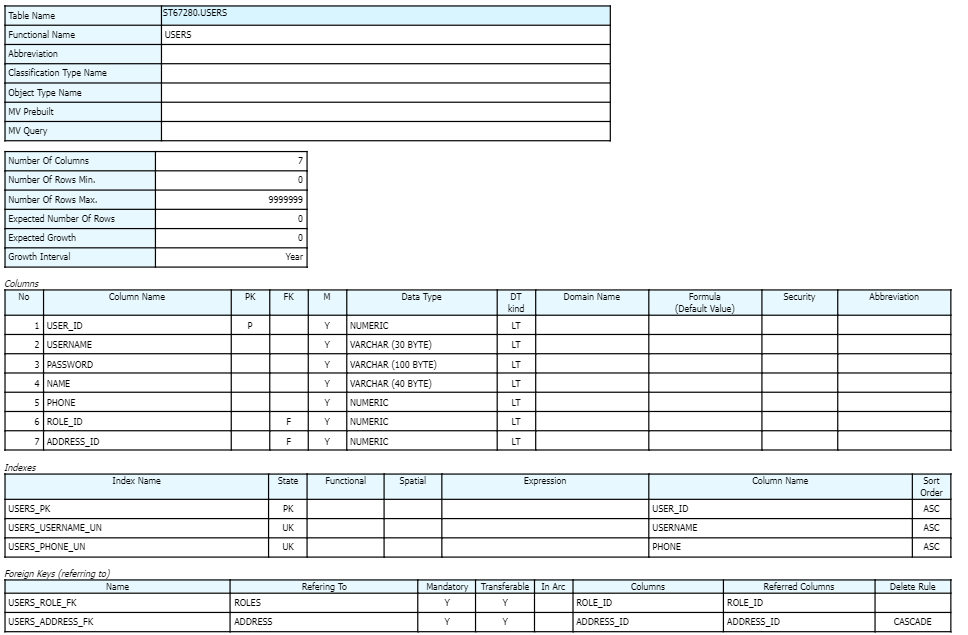 Table Name ST67280.USERS
Functional Name USERS
Abbreviation
Classification Type Name
Object Type Name
MV Prebuilt
MV Query
Number Of Columns 7
Number Of Rows Min. 0
Number Of Rows Max. 9999999
Expected Number Of Rows 0
Expected Growth 0
Growth Interval Year
Columns
No Column Name PK FK M Data Type DT kind Domain Name Formula (Default Value) Security Abbreviation
1 USER_ID P Y NUMERIC LT
2 USERNAME Y VARCHAR (30 BYTE) LT
3 PASSWORD Y VARCHAR (100 BYTE) LT
4 NAME Y VARCHAR (40 BYTE) LT
5 PHONE Y NUMERIC LT
6 ROLE_ID F Y NUMERIC LT
7 ADDRESS_ID F Y NUMERIC LT
Indexes
Index Name State Functional Spatial Expression Column Name Sort Order
USERS_PK PK USER_ID ASC
USERS_USERNAME_UN UK USERNAME ASC
USERS_PHONE_UN UK PHONE ASC
Foreign Keys (referring to)
Name Refering To Mandatory Transferable In Arc Columns Referred Columns Delete Rule
USERS_ROLE_FK ROLES Y Y ROLE_ID ROLE_ID
USERS_ADDRESS_FK ADDRESS Y Y ADDRESS_ID ADDRESS_ID CASCADE